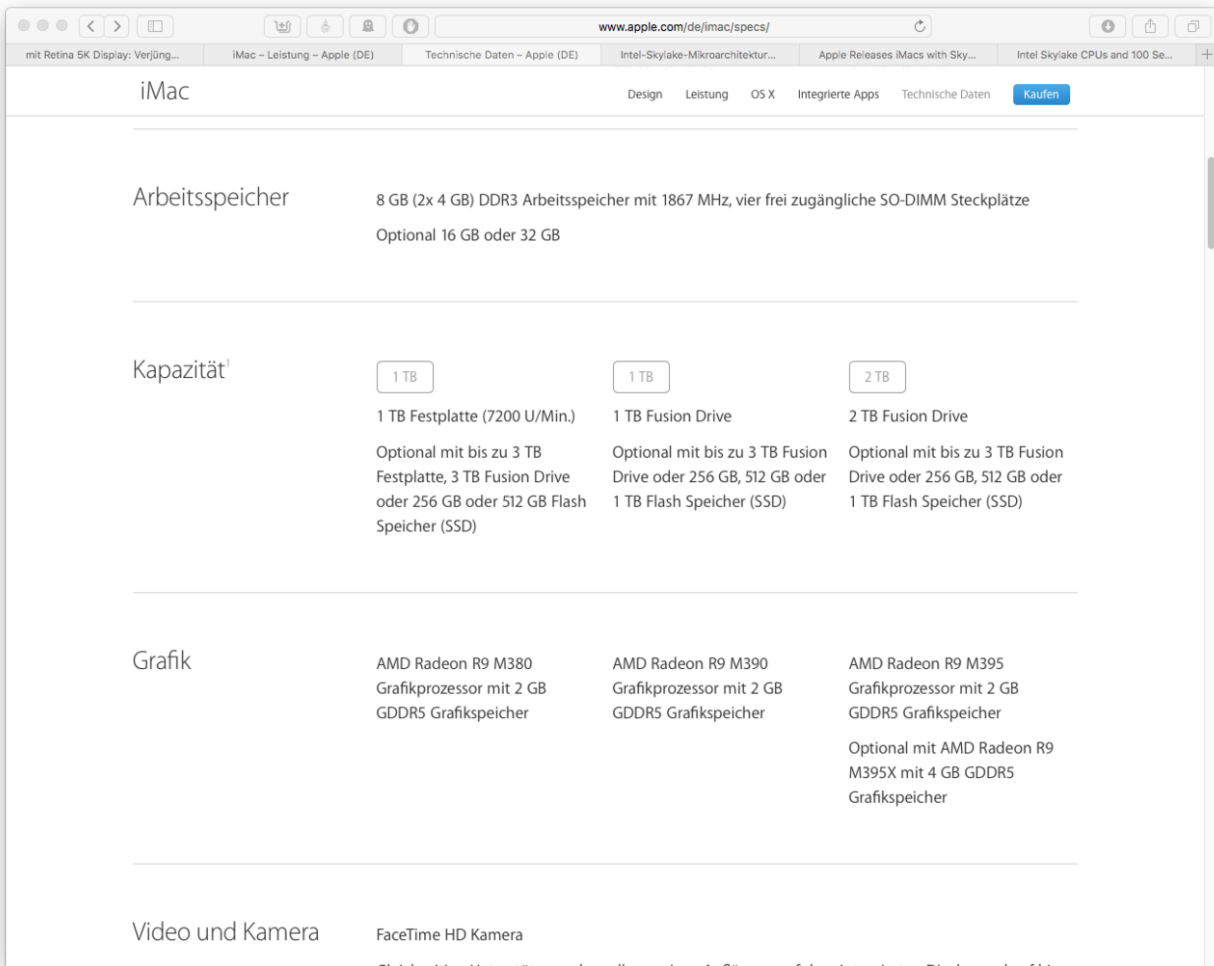 www.apple.com/de/imac/specs/
mit Retina 5K Display: Verjüng...
iMac – Leistung – Apple (DE)
Technische Daten – Apple (DE)
Intel-Skylake-Mikroarchitektur...
Apple Releases iMacs with Sky...
Intel Skylake CPUs and 100 Se...
iMac
Design
Leistung
OS X
Integrierte Apps
Technische Daten
Kaufen
Arbeitsspeicher
8 GB (2x 4 GB) DDR3 Arbeitsspeicher mit 1867 MHz, vier frei zugängliche SO-DIMM Steckplätze
Optional 16 GB oder 32 GB
Kapazität¹
1 TB
1 TB Festplatte (7200 U/Min.)
Optional mit bis zu 3 TB
Festplatte, 3 TB Fusion Drive
oder 256 GB oder 512 GB Flash
Speicher (SSD)
1 TB
1 TB Fusion Drive
Optional mit bis zu 3 TB Fusion
Drive oder 256 GB, 512 GB oder
1 TB Flash Speicher (SSD)
2 TB
2 TB Fusion Drive
Optional mit bis zu 3 TB Fusion
Drive oder 256 GB, 512 GB oder
1 TB Flash Speicher (SSD)
Grafik
AMD Radeon R9 M380
Grafikprozessor mit 2 GB
GDDR5 Grafikspeicher
AMD Radeon R9 M390
Grafikprozessor mit 2 GB
GDDR5 Grafikspeicher
AMD Radeon R9 M395
Grafikprozessor mit 2 GB
GDDR5 Grafikspeicher
Optional mit AMD Radeon R9
M395X mit 4 GB GDDR5
Grafikspeicher
Video und Kamera
FaceTime HD Kamera